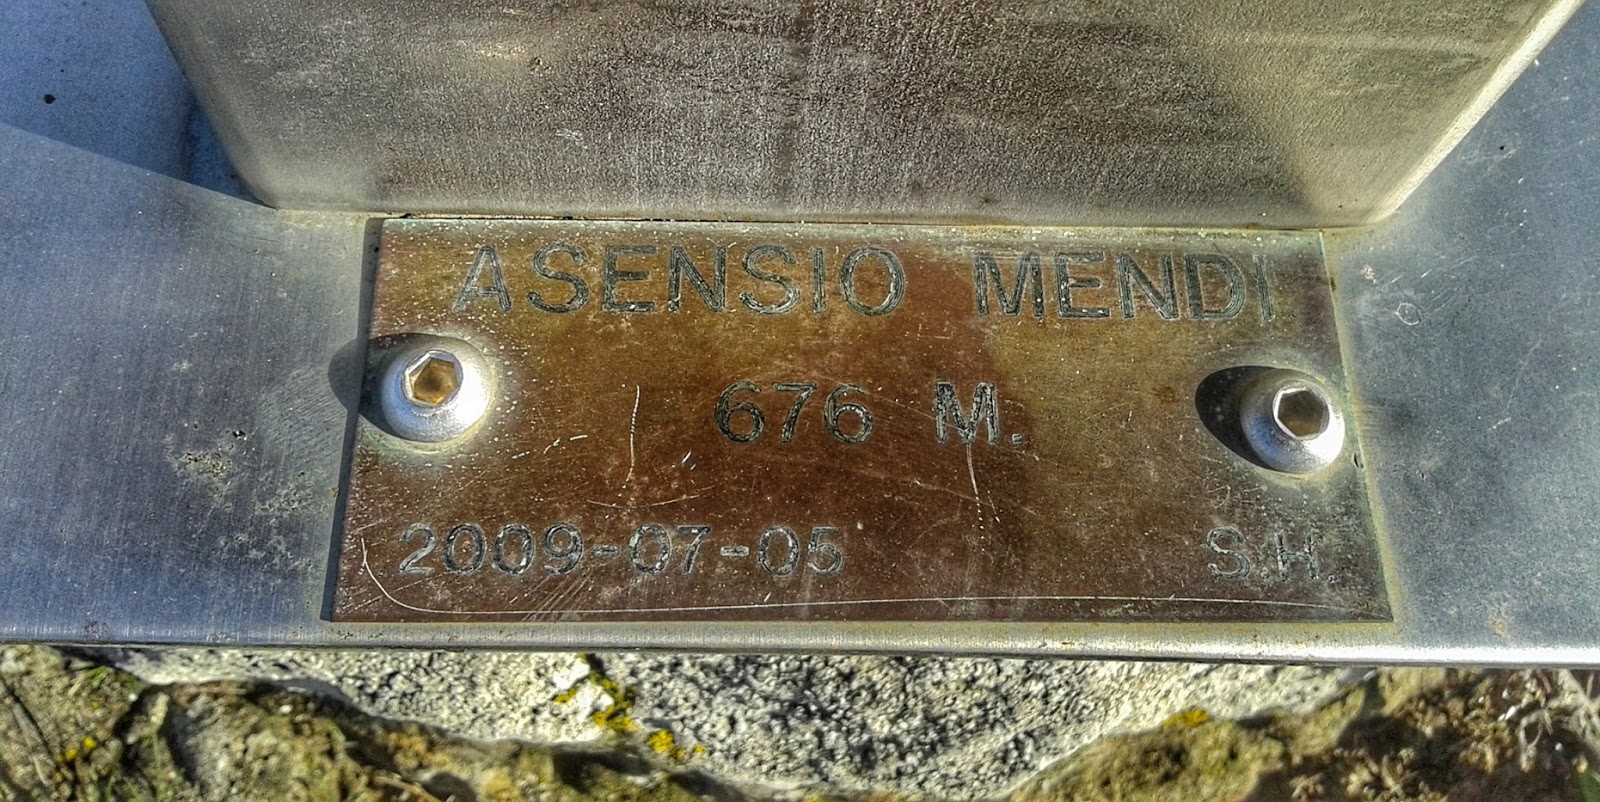 ASENSIO MENDI
676 M.
2009-07-05 S.H.